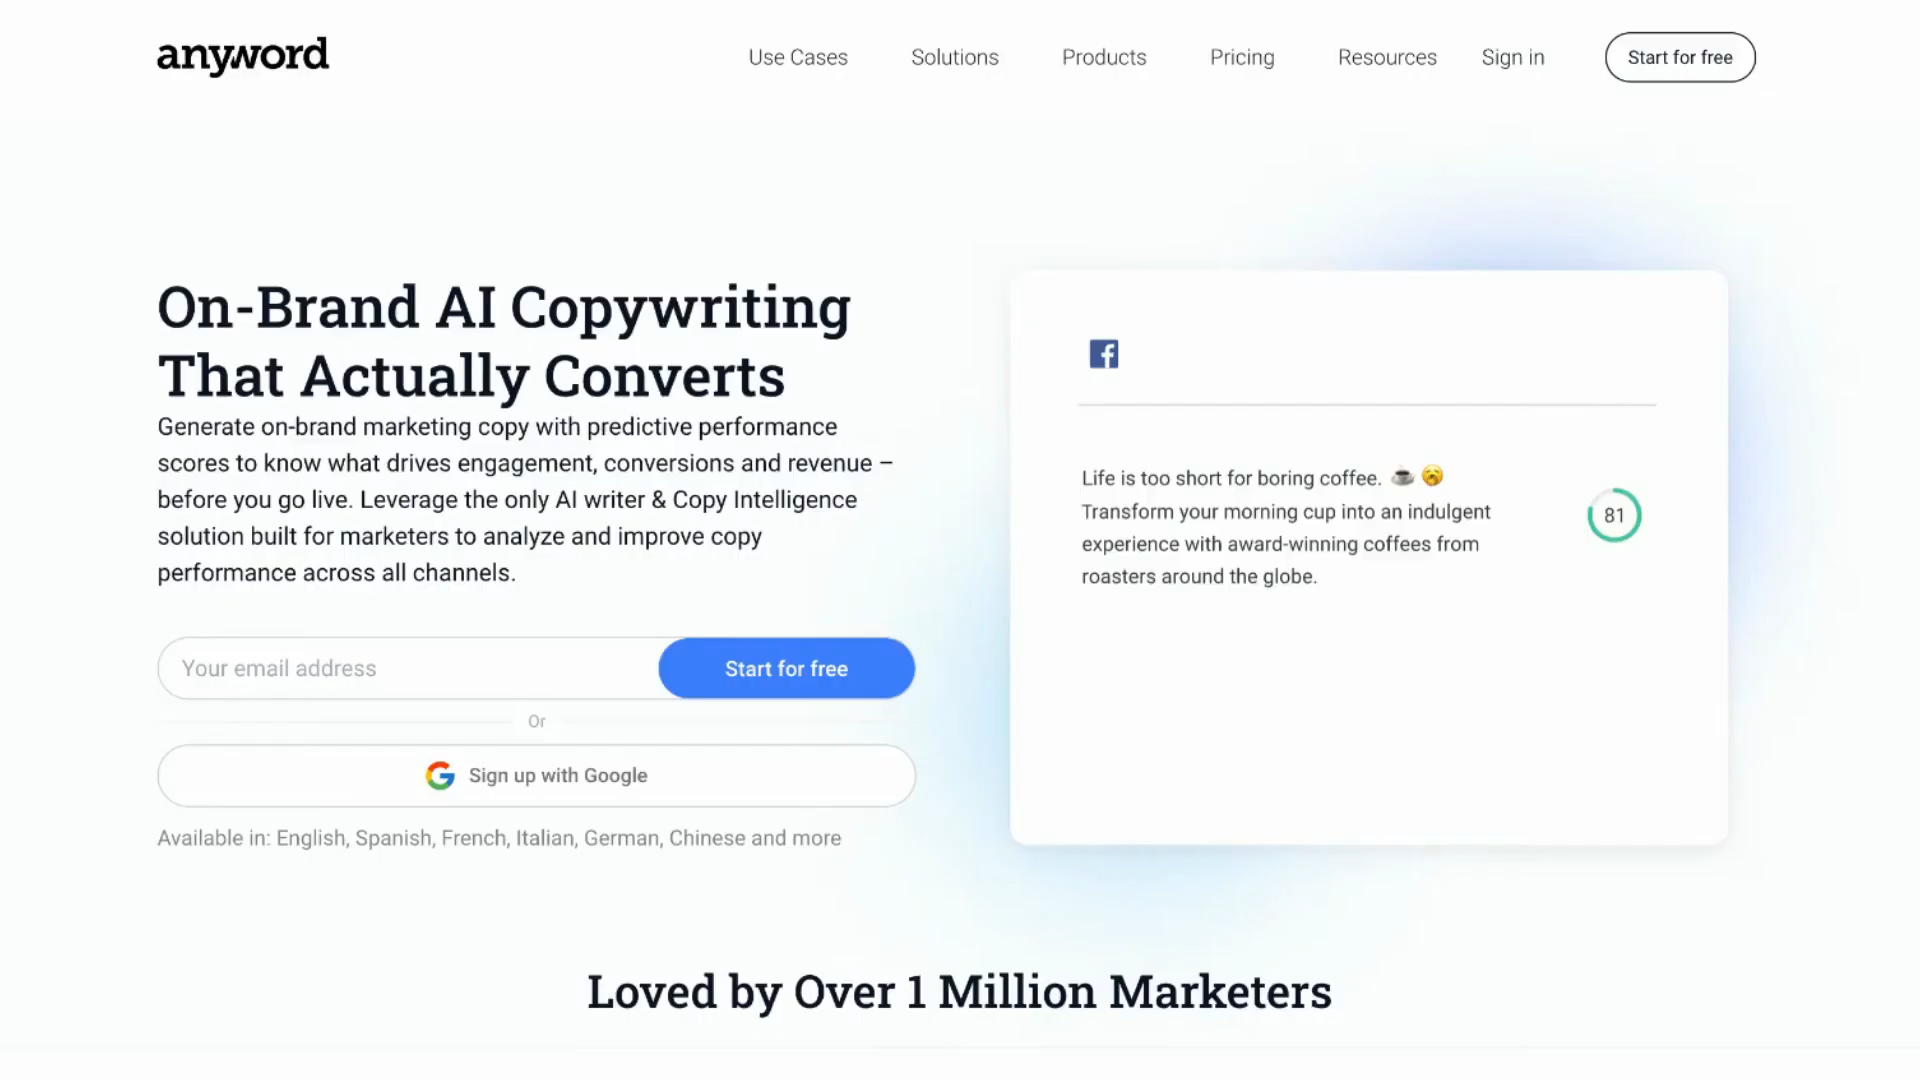 anyword
Use Cases
Solutions
Products
Pricing
Resources
Sign in
Start for free
On-Brand AI Copywriting
That Actually Converts
Generate on-brand marketing copy with predictive performance
scores to know what drives engagement, conversions and revenue –
before you go live. Leverage the only AI writer & Copy Intelligence
solution built for marketers to analyze and improve copy
performance across all channels.
Your email address
Start for free
Or
Sign up with Google
Available in: English, Spanish, French, Italian, German, Chinese and more
Life is too short for boring coffee. ☕ 🥱
Transform your morning cup into an indulgent
experience with award-winning coffees from
roasters around the globe.
81
Loved by Over 1 Million Marketers